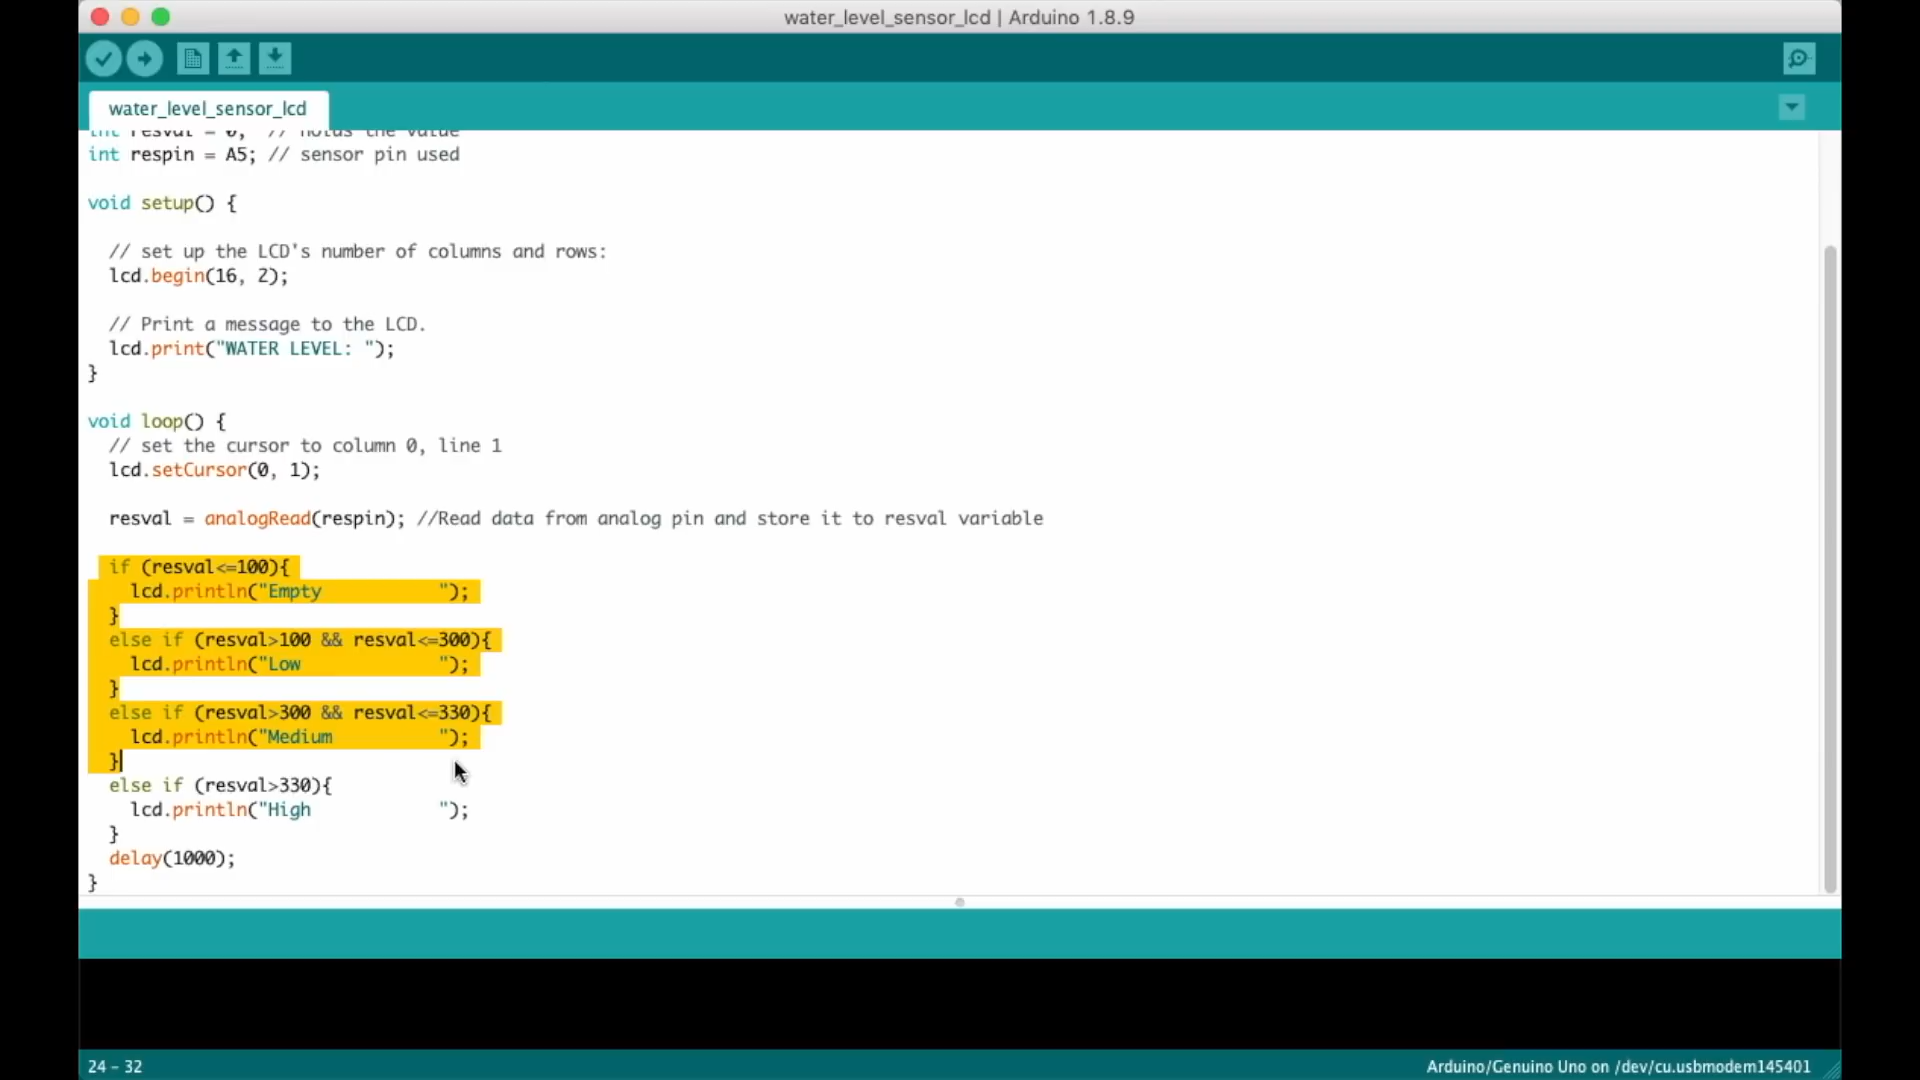 water_level_sensor_lcd | Arduino 1.8.9
water_level_sensor_lcd
int resval = 0;  // holds the value
int respin = A5; // sensor pin used
void setup() {
  // set up the LCD's number of columns and rows:
  lcd.begin(16, 2);
  // Print a message to the LCD.
  lcd.print("WATER LEVEL: ");
}
void loop() {
  // set the cursor to column 0, line 1
  lcd.setCursor(0, 1);
  resval = analogRead(respin); //Read data from analog pin and store it to resval variable
  if (resval<=100){
    lcd.println("Empty           ");
  }
  else if (resval>100 && resval<=300){
    lcd.println("Low             ");
  }
  else if (resval>300 && resval<=330){
    lcd.println("Medium          ");
  }
  else if (resval>330){
    lcd.println("High            ");
  }
  delay(1000);
}
24 - 32
Arduino/Genuino Uno on /dev/cu.usbmodem145401